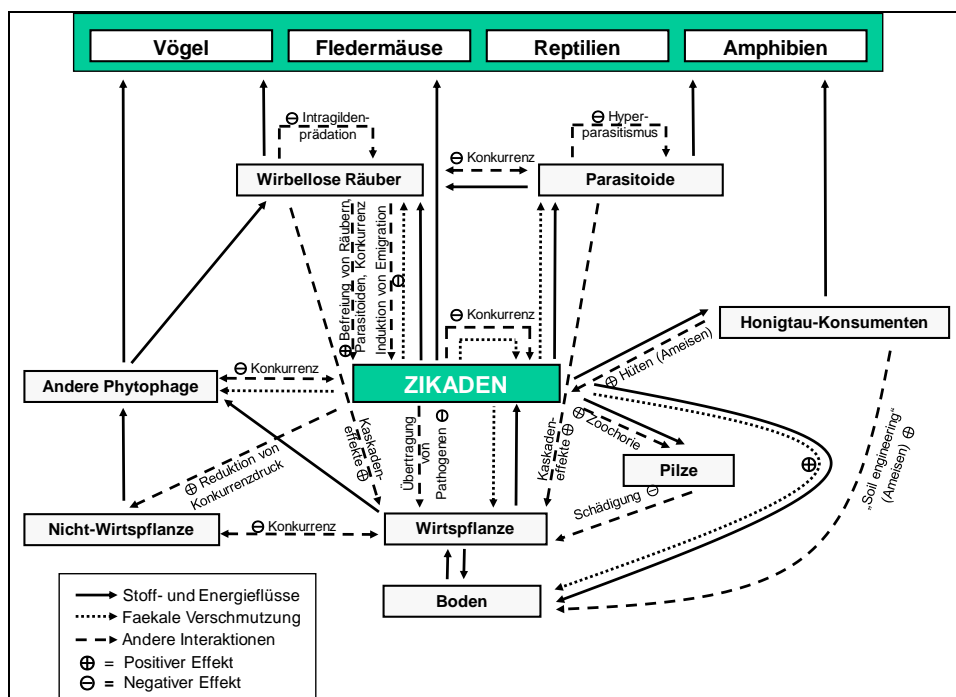 Vögel
Fledermäuse
Reptilien
Amphibien
⊖ Intragilden-
prädation
⊖ Hyper-
parasitismus
⊖ Konkurrenz
Wirbellose Räuber
Parasitoide
⊕ Befreiung von Räubern,
Parasitoiden, Konkurrenz
Induktion von Emigration
⊕
⊖ Konkurrenz
Honigtau-Konsumenten
⊕ Hüten (Ameisen)
Andere Phytophage
⊖ Konkurrenz
ZIKADEN
⊕ Zoochorie
Kaskaden-
effekte ⊕
Übertragung
von
Pathogenen ⊖
Kaskaden-
effekte ⊕
Pilze
⊕
„Soil engineering“
(Ameisen) ⊕
⊕ Reduktion von
Konkurrenzdruck
Schädigung ⊖
Nicht-Wirtspflanze
⊖ Konkurrenz
Wirtspflanze
Boden
Stoff- und Energieflüsse
Faekale Verschmutzung
Andere Interaktionen
⊕ = Positiver Effekt
⊖ = Negativer Effekt